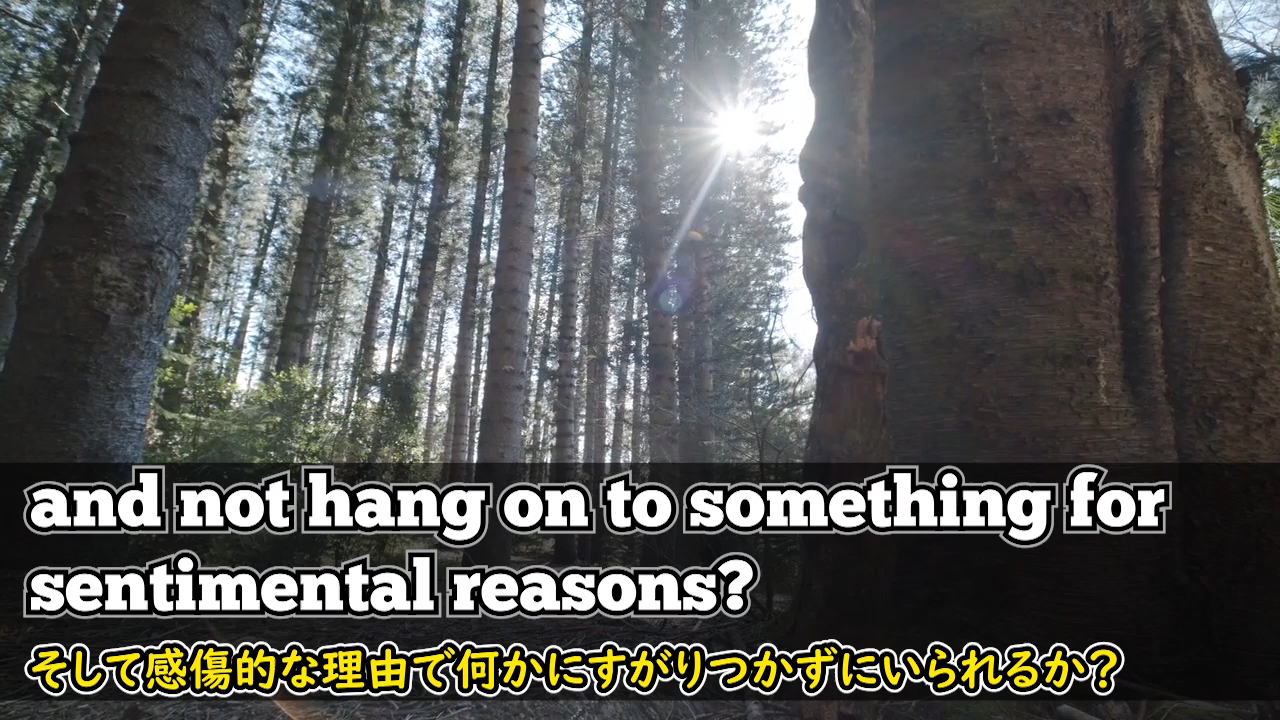 and not hang on to something for
sentimental reasons?
そして感傷的な理由で何かにすがりつかずにいられるか？